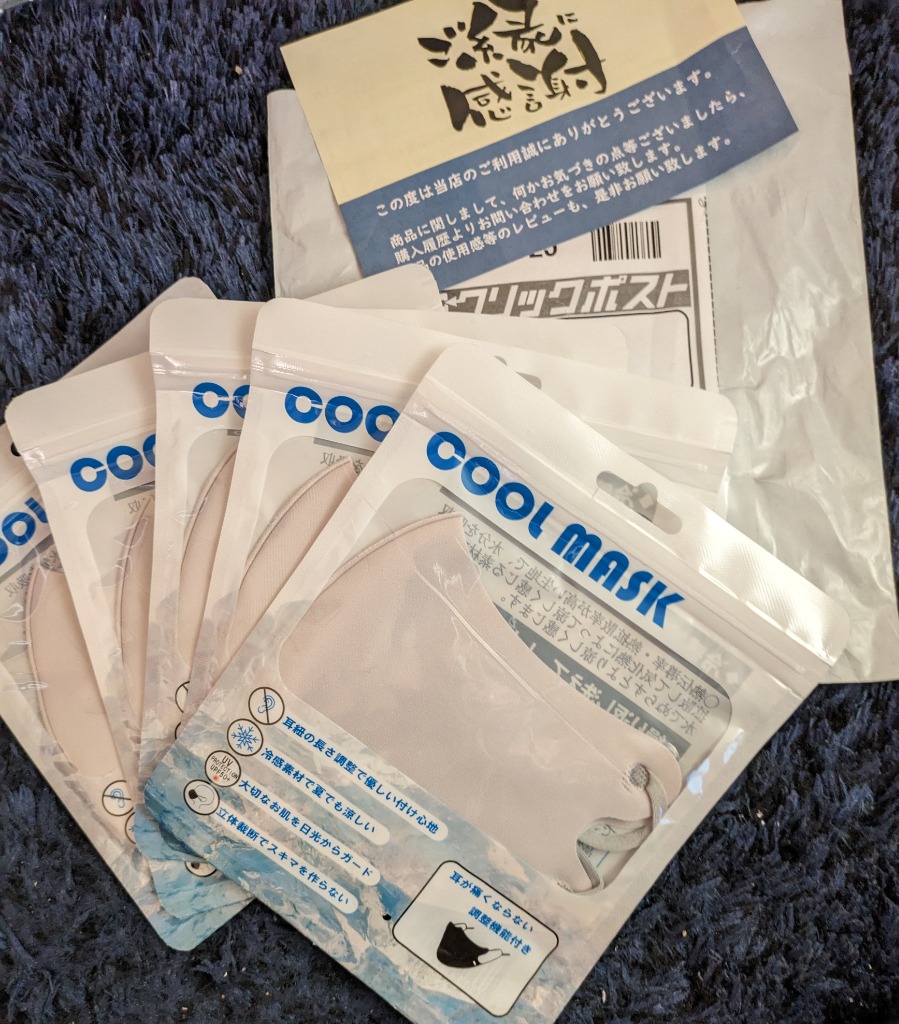 ご縁に
感謝
この度は当店のご利用誠にありがとうございます。
商品に関しまして、何かお気づきの点等ございましたら、
購入履歴よりお問い合わせをお願い致します。
の使用感等のレビューも、是非お願い致します。
クリックポスト
COOL
COO
CO
COO
COOL MASK
耳紐の長さ調整で優しい付け心地
冷感素材で夏でも涼しい
UV
PROTECTION
UPF50+
大切なお肌を日光からガード
立体裁断でスキマを作らない
耳が痛くならない
調整機能付き